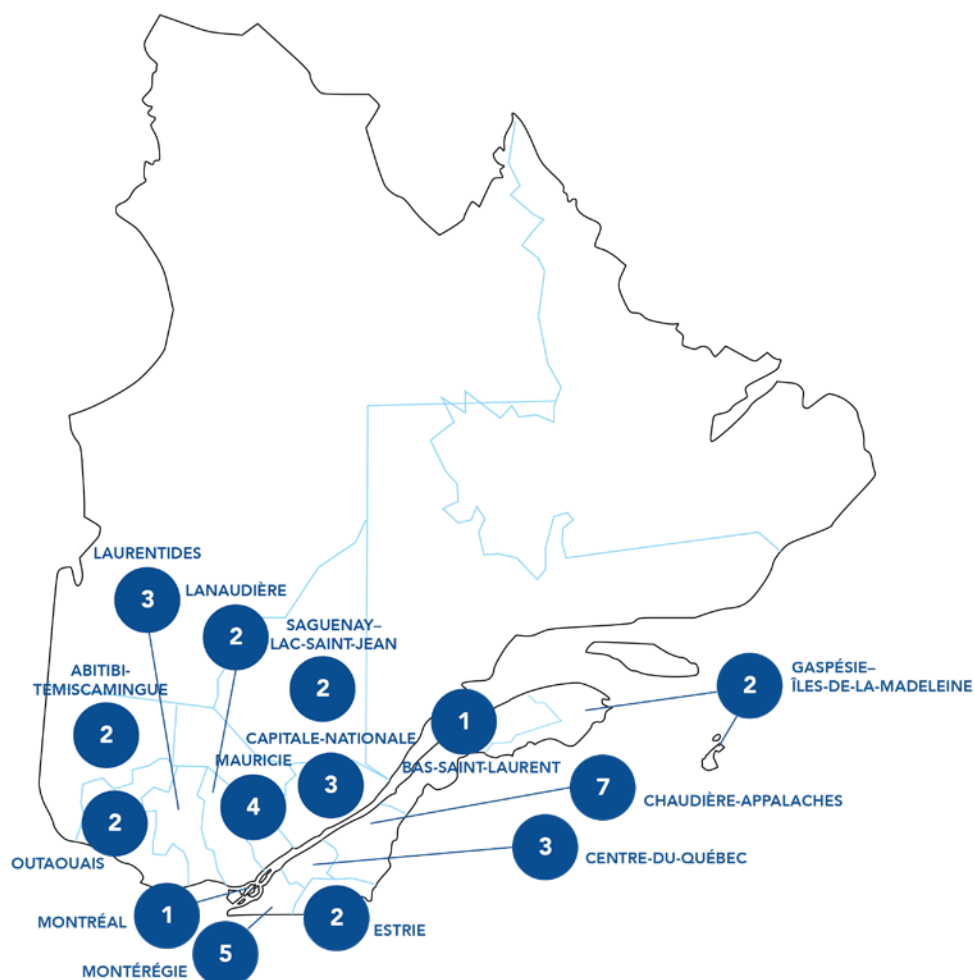 LAURENTIDES
3
LANAUDIÈRE
2
SAGUENAY–
LAC-SAINT-JEAN
2
ABITIBI-
TEMISCAMINGUE
2
GASPÉSIE–
ÎLES-DE-LA-MADELEINE
2
1
BAS-SAINT-LAURENT
CAPITALE-NATIONALE
3
MAURICIE
4
7
CHAUDIÈRE-APPALACHES
2
OUTAOUAIS
3
CENTRE-DU-QUÉBEC
MONTRÉAL
1
2
ESTRIE
5
MONTÉRÉGIE